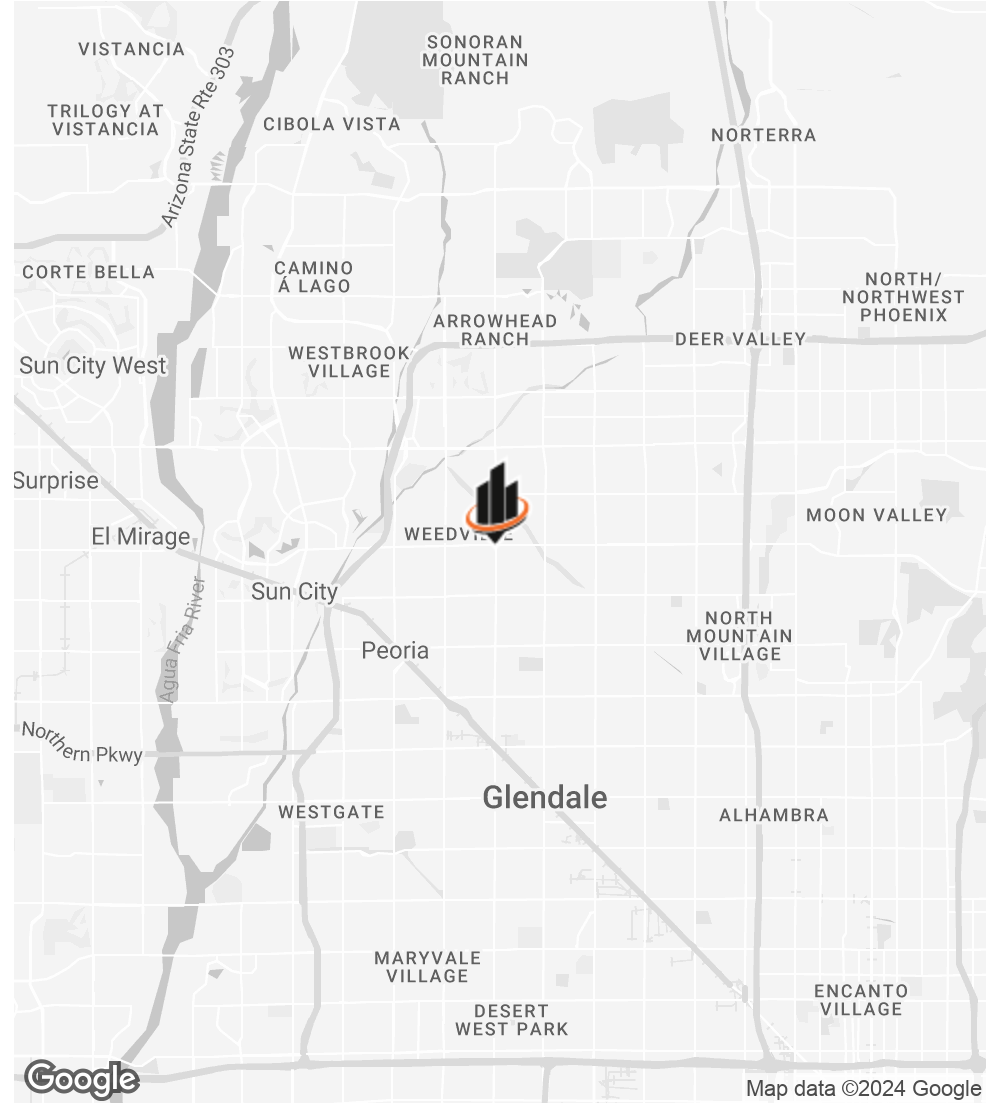 VISTANCIA
SONORAN
MOUNTAIN
RANCH
Arizona State Rte 303
TRILOGY AT
VISTANCIA
CIBOLA VISTA
NORTERRA
CORTE BELLA
CAMINO
Á LAGO
NORTH/
NORTHWEST
PHOENIX
ARROWHEAD
RANCH
DEER VALLEY
WESTBROOK
VILLAGE
Sun City West
Surprise
El Mirage
WEEDVILLE
MOON VALLEY
Sun City
Agua Fria River
NORTH
MOUNTAIN
VILLAGE
Peoria
Northern Pkwy
Glendale
WESTGATE
ALHAMBRA
MARYVALE
VILLAGE
DESERT
WEST PARK
ENCANTO
VILLAGE
Google
Map data ©2024 Google